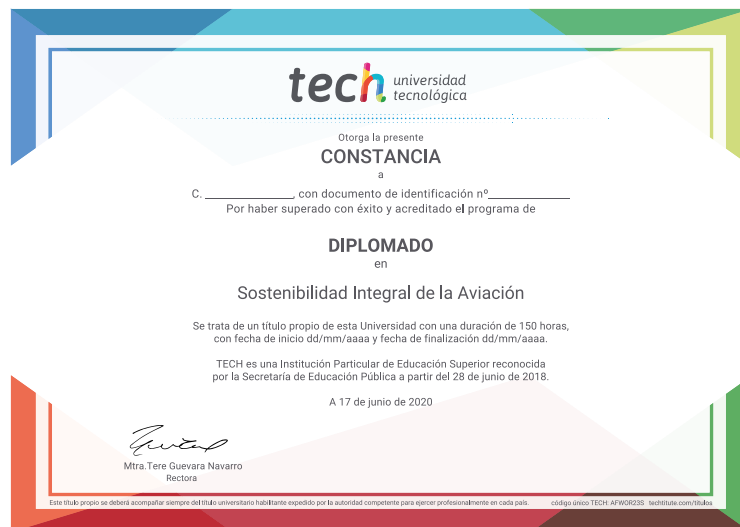 tech universidad
tecnológica
Otorga la presente
CONSTANCIA
a
C. ______________, con documento de identificación nº______________
Por haber superado con éxito y acreditado el programa de
DIPLOMADO
en
Sostenibilidad Integral de la Aviación
Se trata de un título propio de esta Universidad con una duración de 150 horas,
con fecha de inicio dd/mm/aaaa y fecha de finalización dd/mm/aaaa.
TECH es una Institución Particular de Educación Superior reconocida
por la Secretaría de Educación Pública a partir del 28 de junio de 2018.
A 17 de junio de 2020
Mtra.Tere Guevara Navarro
Rectora
Este título propio se deberá acompañar siempre del título universitario habilitante expedido por la autoridad competente para ejercer profesionalmente en cada país. código único TECH: AFWOR23S techtitute.com/titulos